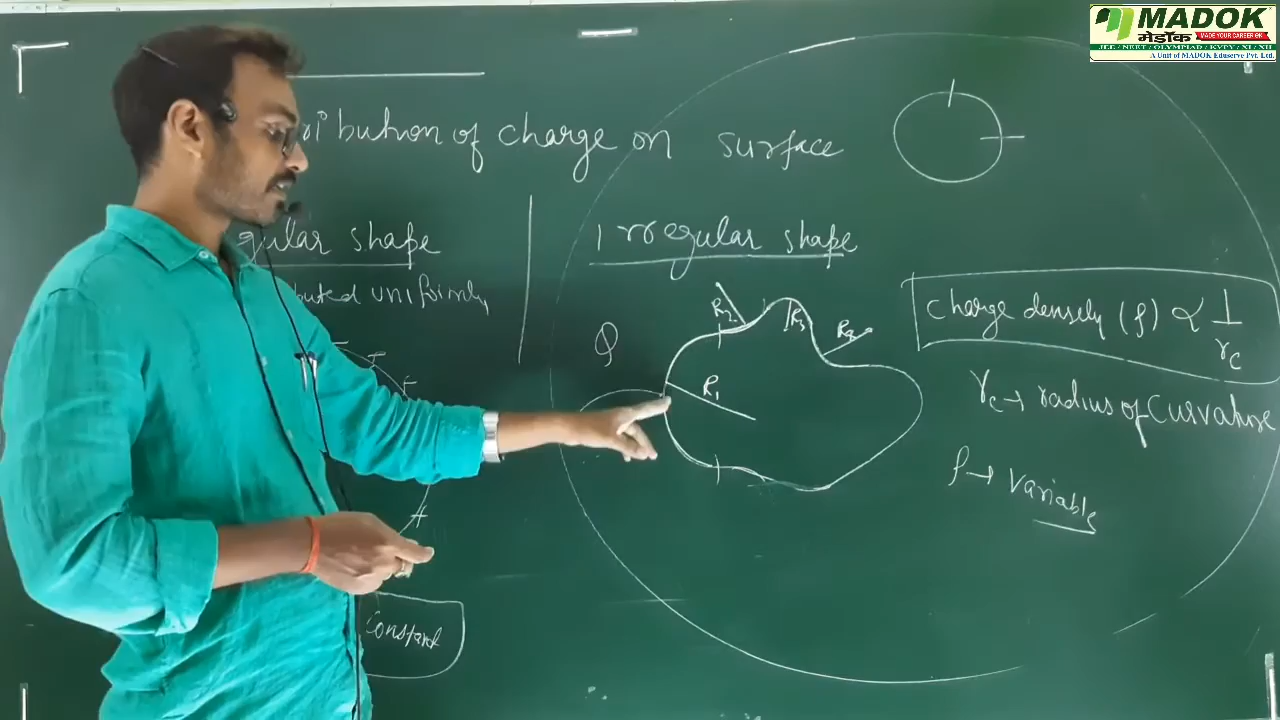 MADOK
मेडॉक MADE YOUR CAREER OK
JEE / NEET / OLYMPIAD / KVPY / XI / XII
A Unit of MADOK Eduserve Pvt. Ltd.
ribution of charge on surface
gular shape
buted uniformly
Irregular shape
Q
R1
R2
R3
R4
Charge densely (ρ) ∝ 1/rc
rc → radius of Curvature
ρ → Variable
Constant